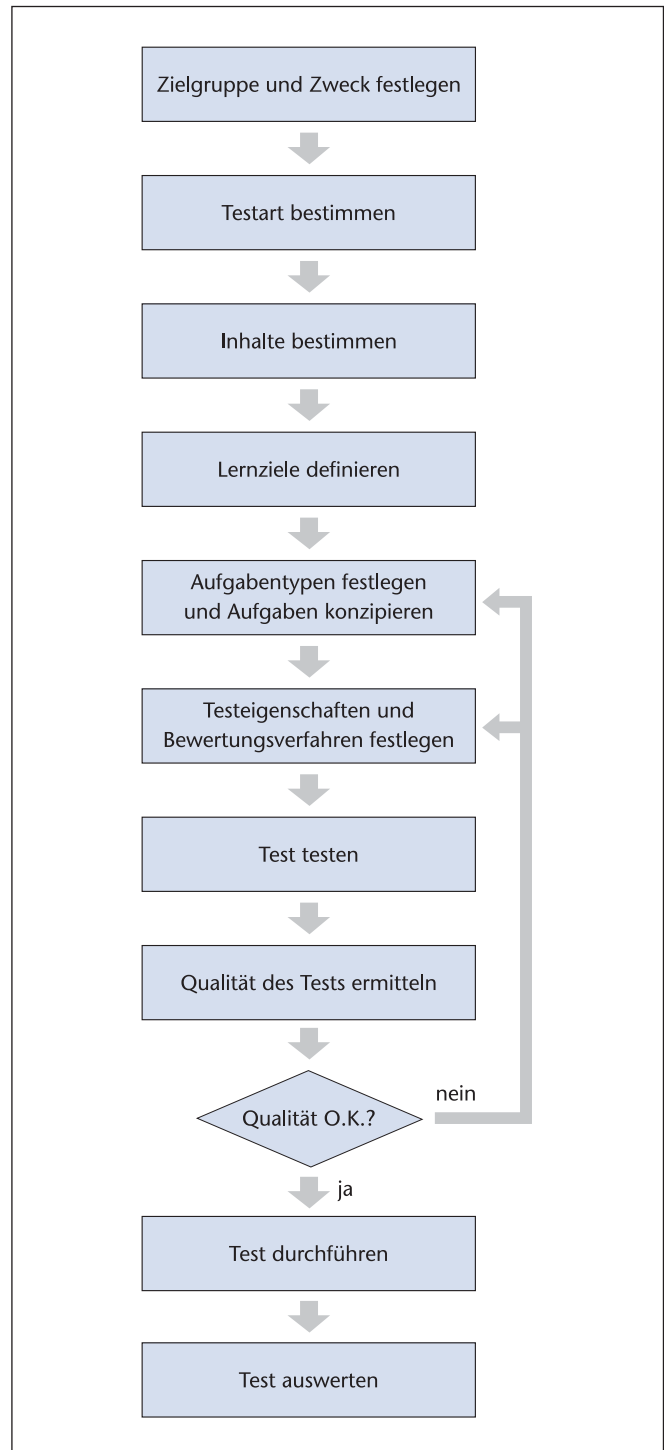 Zielgruppe und Zweck festlegen
Testart bestimmen
Inhalte bestimmen
Lernziele definieren
Aufgabentypen festlegen
und Aufgaben konzipieren
Testeigenschaften und
Bewertungsverfahren festlegen
Test testen
Qualität des Tests ermitteln
Qualität O.K.?
nein
ja
Test durchführen
Test auswerten